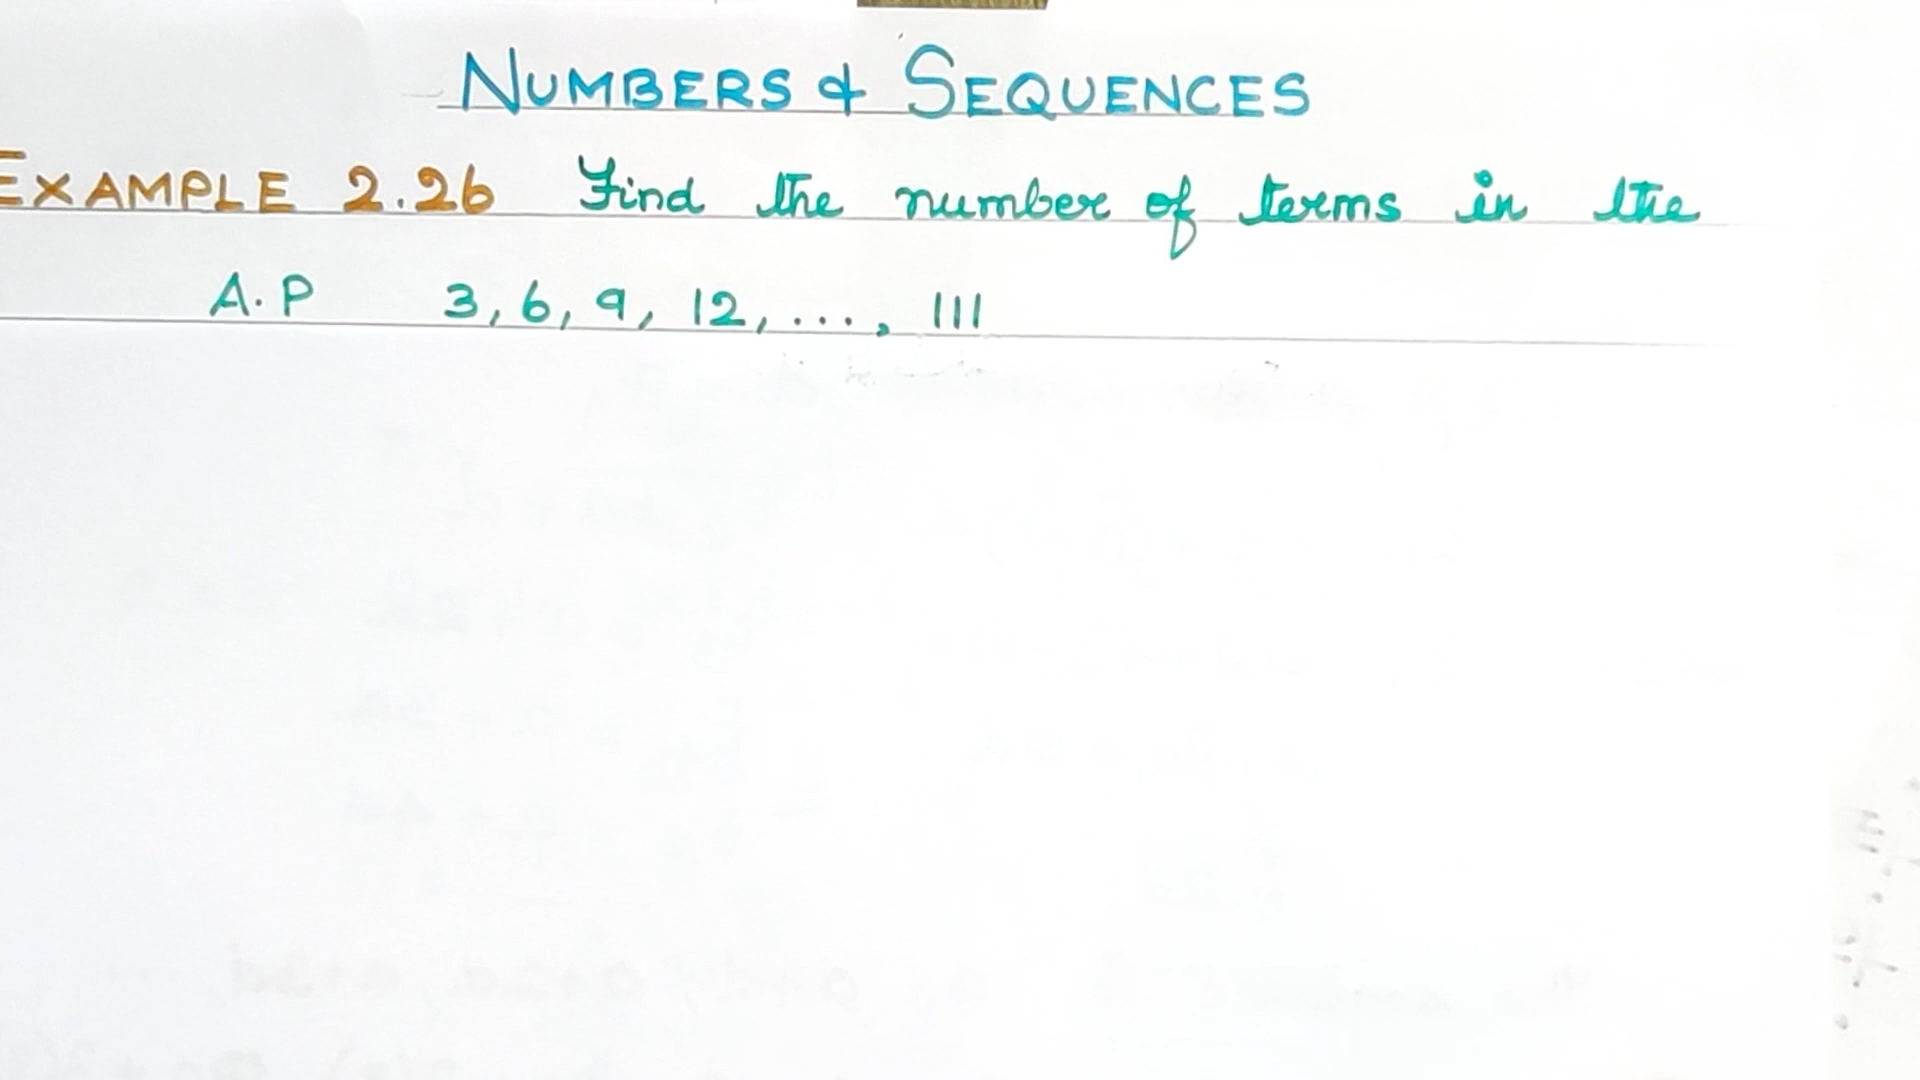 NUMBERS & SEQUENCES
EXAMPLE 2.26 Find the number of terms in the
A.P 3, 6, 9, 12, ..., 111